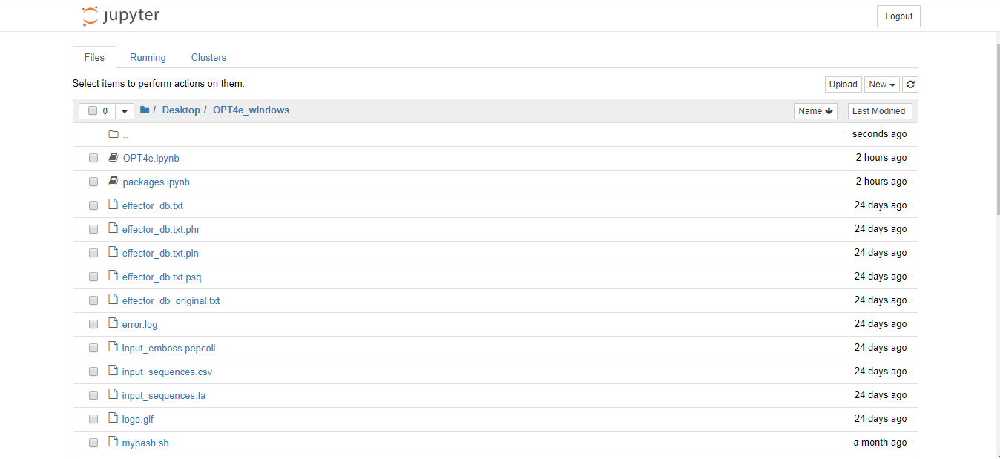 jupyter Logout
Files Running Clusters
Select items to perform actions on them. Upload New
0 / Desktop / OPT4e_windows Name Last Modified
.. seconds ago
OPT4e.ipynb 2 hours ago
packages.ipynb 2 hours ago
effector_db.txt 24 days ago
effector_db.txt.phr 24 days ago
effector_db.txt.pin 24 days ago
effector_db.txt.psq 24 days ago
effector_db_original.txt 24 days ago
error.log 24 days ago
input_emboss.pepcoil 24 days ago
input_sequences.csv 24 days ago
input_sequences.fa 24 days ago
logo.gif 24 days ago
mybash.sh a month ago